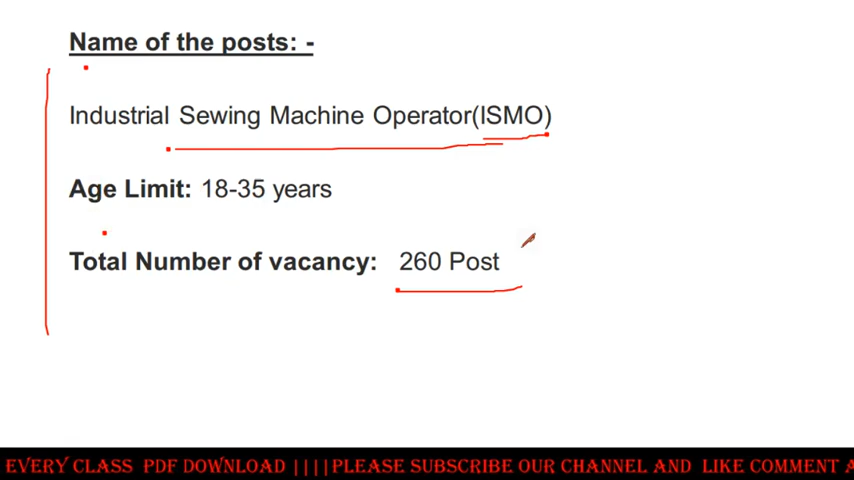 Name of the posts: -
Industrial Sewing Machine Operator(ISMO)
Age Limit: 18-35 years
Total Number of vacancy: 260 Post
EVERY CLASS PDF DOWNLOAD ||||PLEASE SUBSCRIBE OUR CHANNEL AND LIKE COMMENT A